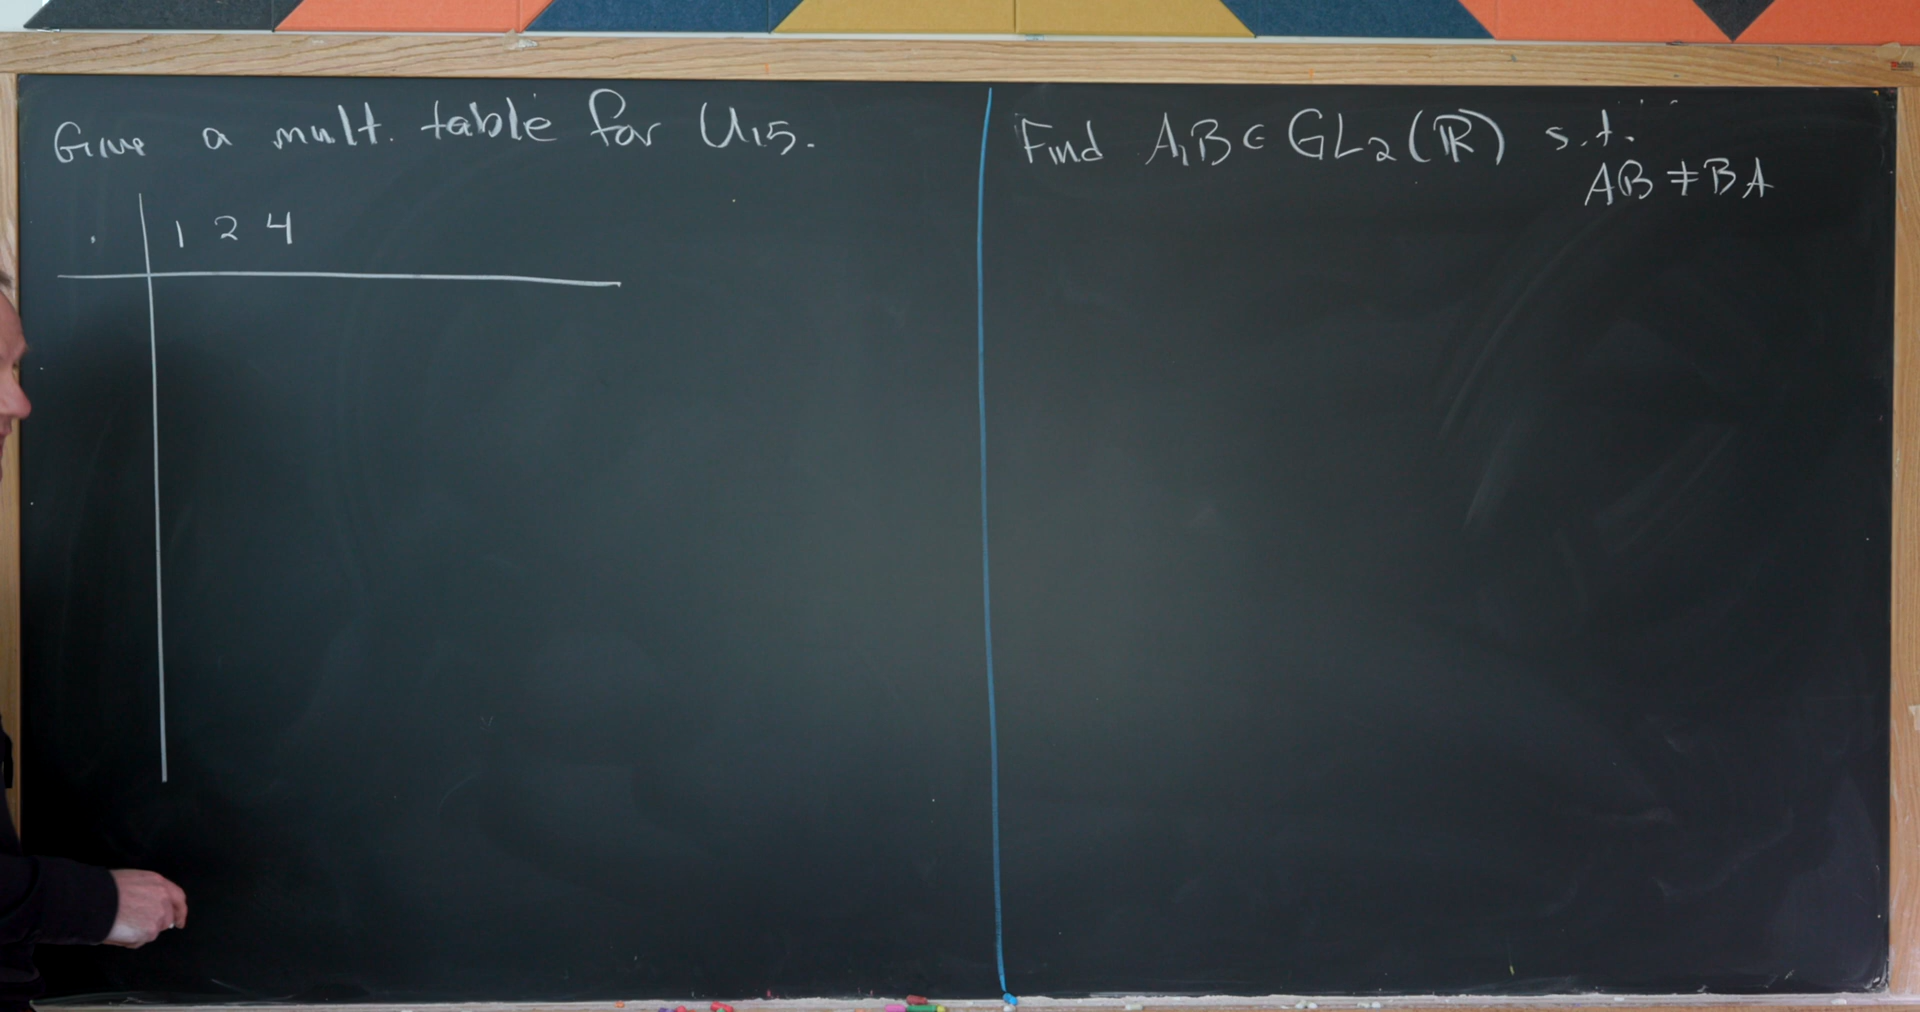 Give a mult. table for U15.
· 1 2 4
Find A,B ∈ GL2(ℝ) s.t.
AB ≠ BA